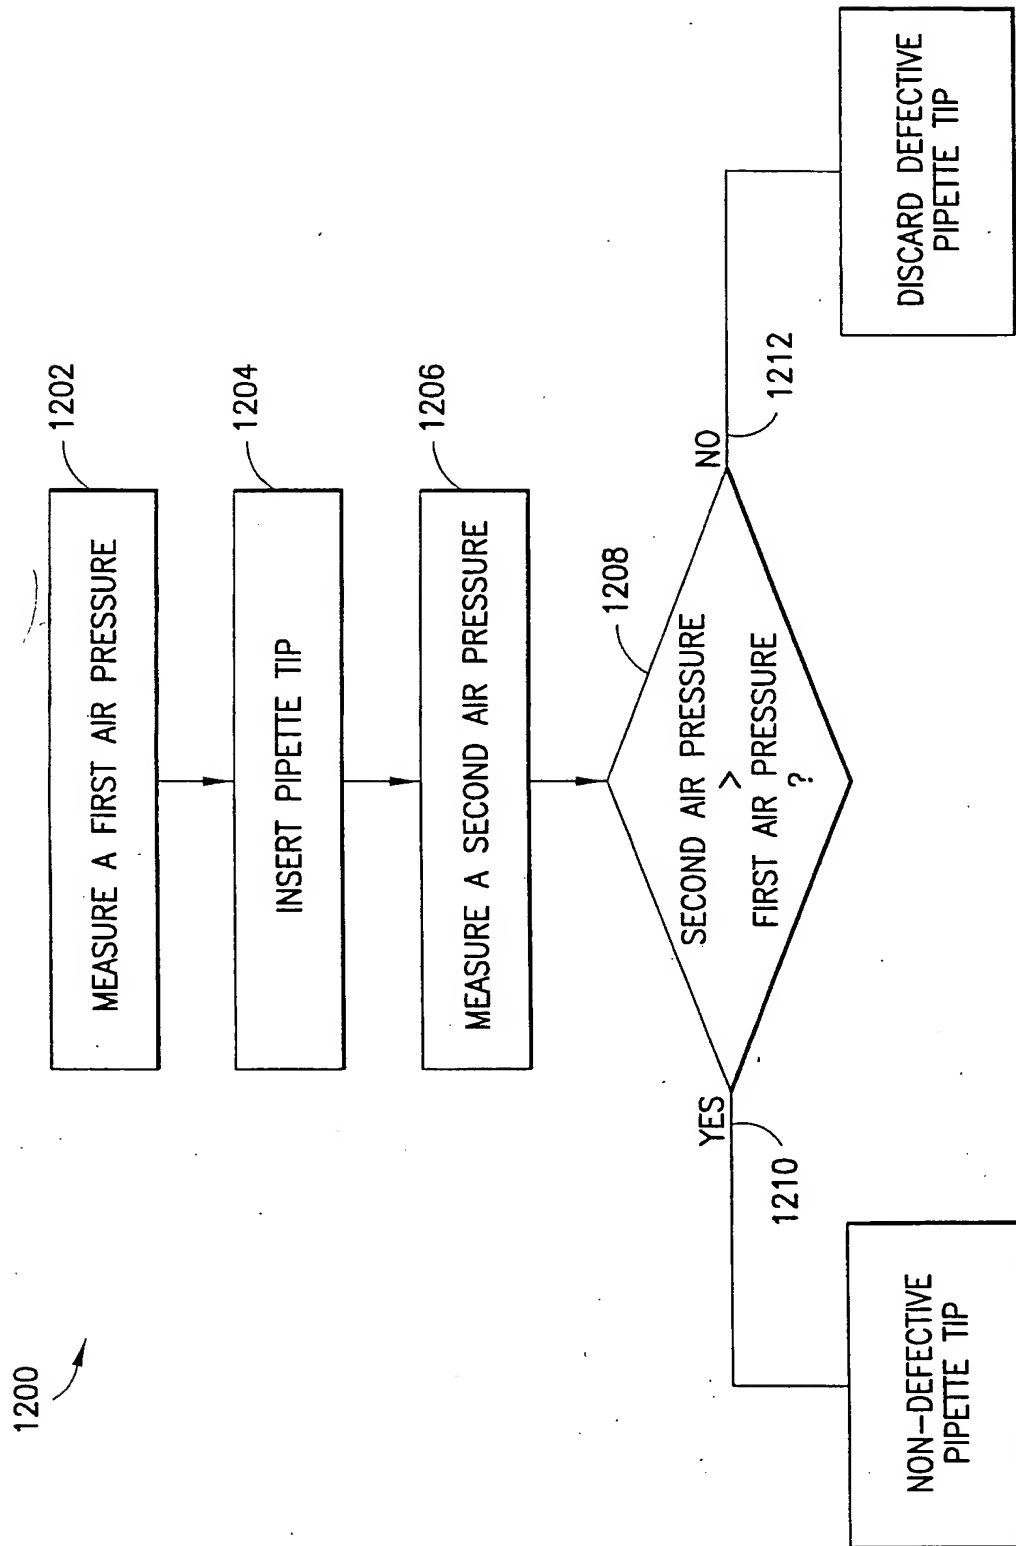 1200
MEASURE A FIRST AIR PRESSURE
1202
INSERT PIPETTE TIP
1204
MEASURE A SECOND AIR PRESSURE
1206
SECOND AIR PRESSURE
>
FIRST AIR PRESSURE
?
1208
YES
1210
NO
1212
NON-DEFECTIVE
PIPETTE TIP
DISCARD DEFECTIVE
PIPETTE TIP